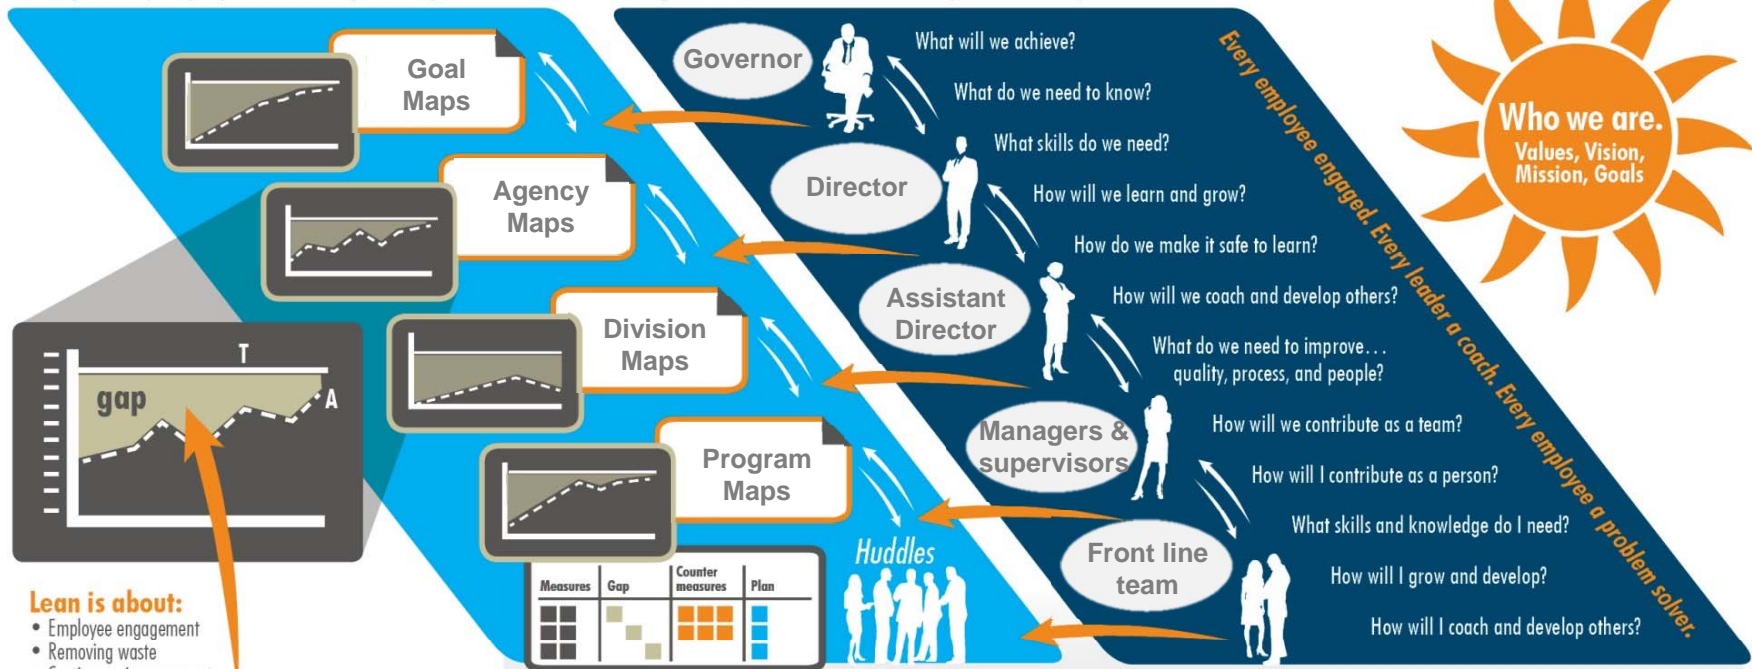 Goal
Maps
Agency
Maps
Division
Maps
Program
Maps
T
gap
A
Lean is about:
• Employee engagement
• Removing waste
Measures
Gap
Counter
measures
Plan
Huddles
Governor
Director
Assistant
Director
Managers &
supervisors
Front line
team
What will we achieve?
What do we need to know?
What skills do we need?
How will we learn and grow?
How do we make it safe to learn?
How will we coach and develop others?
What do we need to improve...
quality, process, and people?
How will we contribute as a team?
How will I contribute as a person?
What skills and knowledge do I need?
How will I grow and develop?
How will I coach and develop others?
Every employee engaged. Every leader a coach. Every employee a problem solver.
Who we are.
Values, Vision,
Mission, Goals